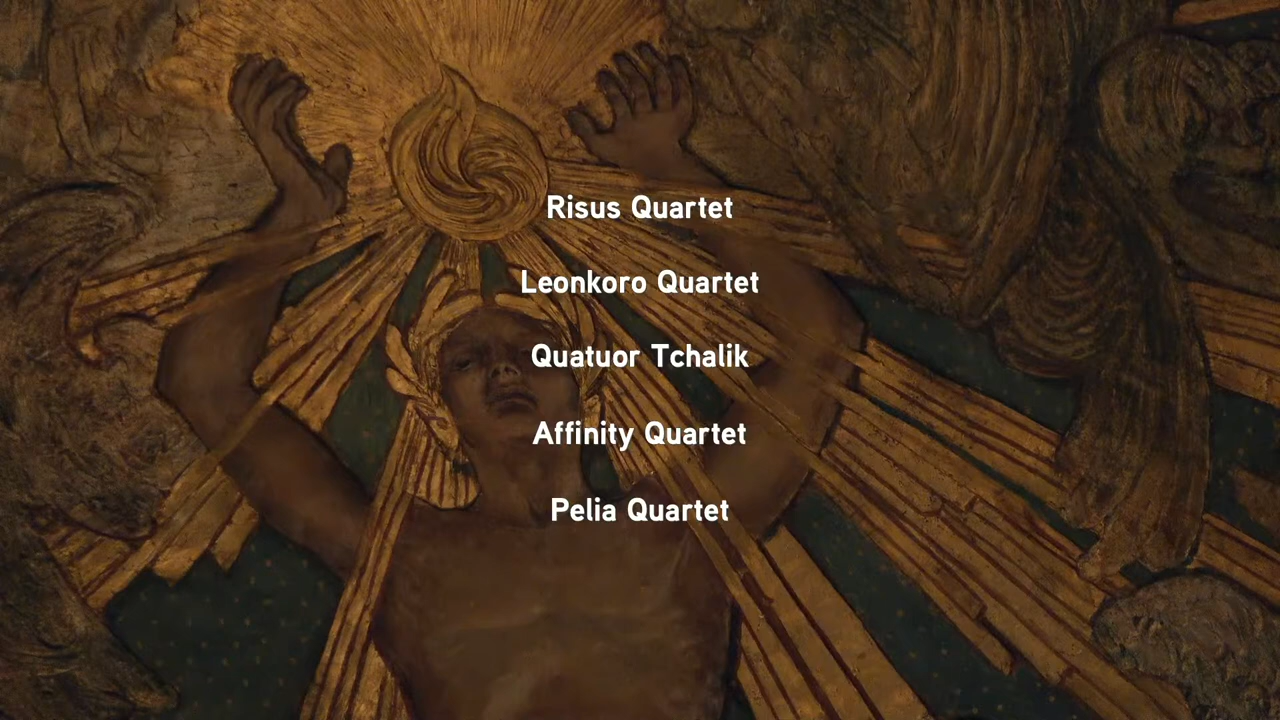 Risus Quartet
Leonkoro Quartet
Quatuor Tchalik
Affinity Quartet
Pelia Quartet